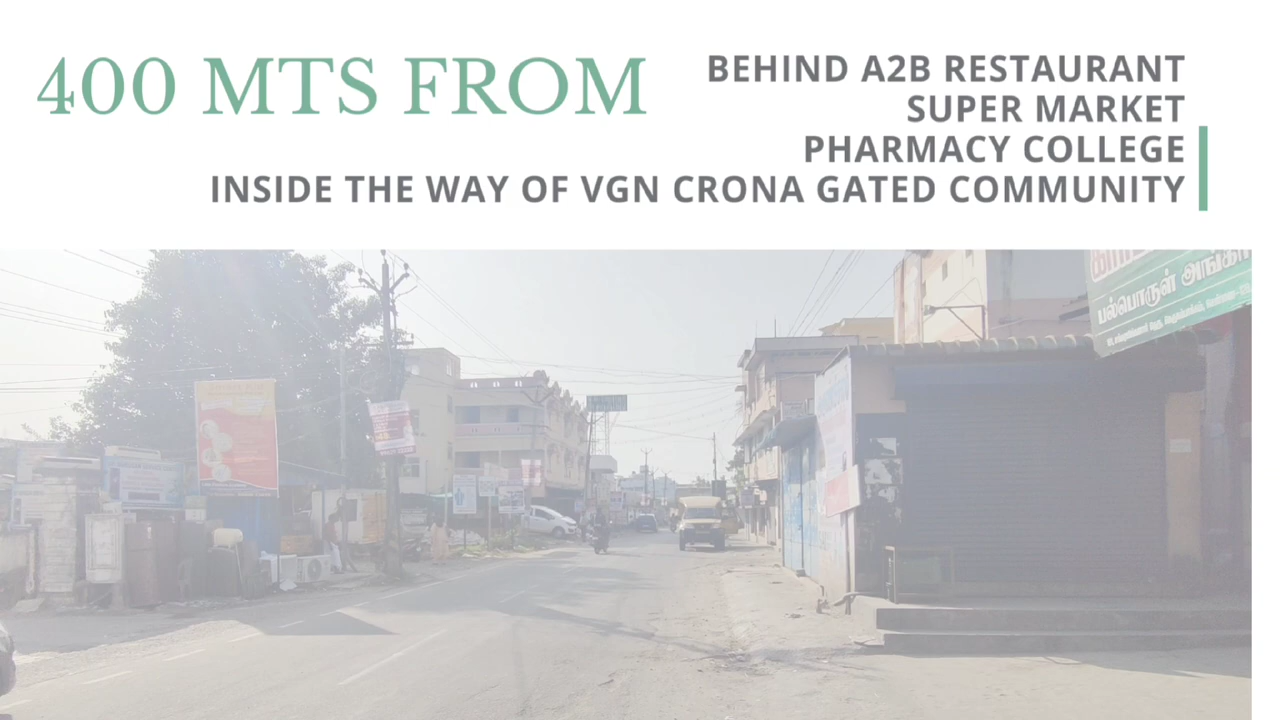 400 MTS FROM
BEHIND A2B RESTAURANT
SUPER MARKET
PHARMACY COLLEGE
INSIDE THE WAY OF VGN CRONA GATED COMMUNITY
பல்பொருள் அங்கா